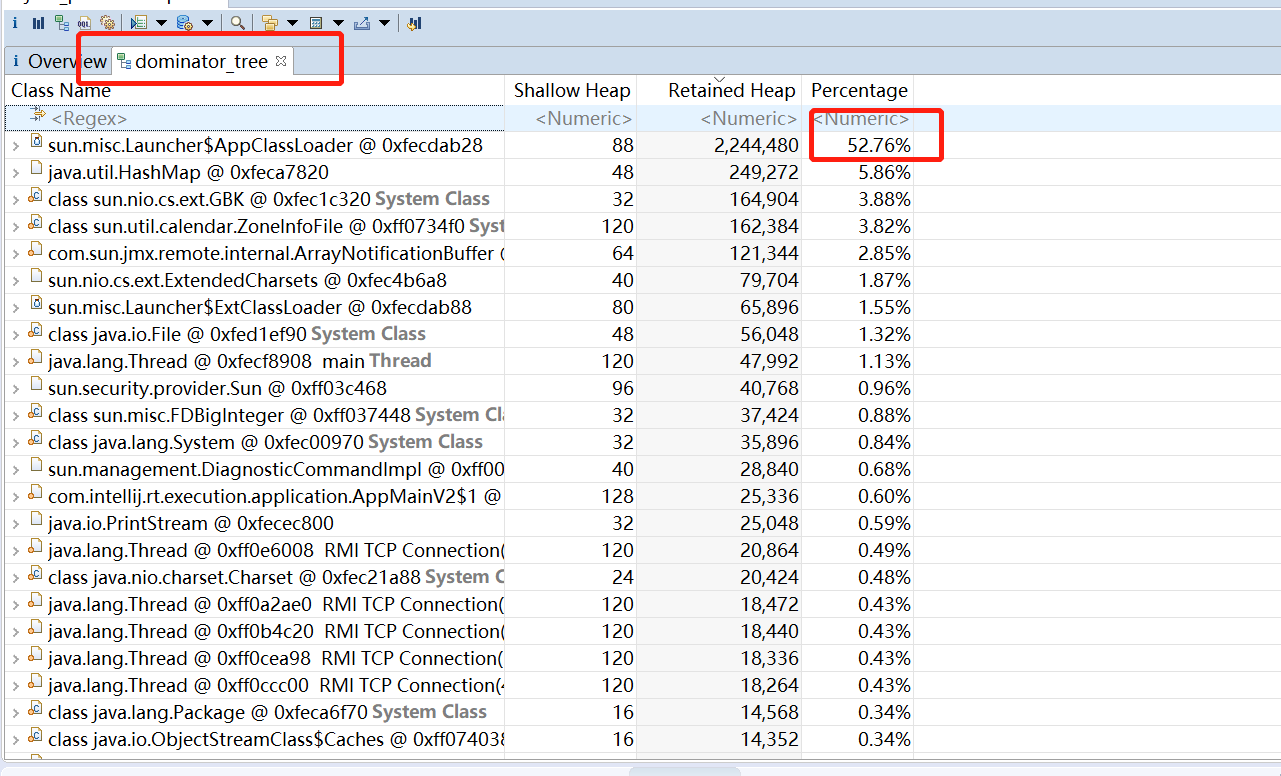 i OQL
i Overview dominator_tree
Class Name Shallow Heap Retained Heap Percentage
<Regex> <Numeric> <Numeric> <Numeric>
sun.misc.Launcher$AppClassLoader @ 0xfecdab28 88 2,244,480 52.76%
java.util.HashMap @ 0xfeca7820 48 249,272 5.86%
class sun.nio.cs.ext.GBK @ 0xfec1c320 System Class 32 164,904 3.88%
class sun.util.calendar.ZoneInfoFile @ 0xff0734f0 Syst 120 162,384 3.82%
com.sun.jmx.remote.internal.ArrayNotificationBuffer 64 121,344 2.85%
sun.nio.cs.ext.ExtendedCharsets @ 0xfec4b6a8 40 79,704 1.87%
sun.misc.Launcher$ExtClassLoader @ 0xfecdab88 80 65,896 1.55%
class java.io.File @ 0xfed1ef90 System Class 48 56,048 1.32%
java.lang.Thread @ 0xfecf8908 main Thread 120 47,992 1.13%
sun.security.provider.Sun @ 0xff03c468 96 40,768 0.96%
class sun.misc.FDBigInteger @ 0xff037448 System Cl 32 37,424 0.88%
class java.lang.System @ 0xfec00970 System Class 32 35,896 0.84%
sun.management.DiagnosticCommandImpl @ 0xff00 40 28,840 0.68%
com.intellij.rt.execution.application.AppMainV2$1 @ 128 25,336 0.60%
java.io.PrintStream @ 0xfecec800 32 25,048 0.59%
java.lang.Thread @ 0xff0e6008 RMI TCP Connection( 120 20,864 0.49%
class java.nio.charset.Charset @ 0xfec21a88 System C 24 20,424 0.48%
java.lang.Thread @ 0xff0a2ae0 RMI TCP Connection( 120 18,472 0.43%
java.lang.Thread @ 0xff0b4c20 RMI TCP Connection( 120 18,440 0.43%
java.lang.Thread @ 0xff0cea98 RMI TCP Connection( 120 18,336 0.43%
java.lang.Thread @ 0xff0ccc00 RMI TCP Connection(4 120 18,264 0.43%
class java.lang.Package @ 0xfeca6f70 System Class 16 14,568 0.34%
class java.io.ObjectStreamClass$Caches @ 0xff07403 16 14,352 0.34%